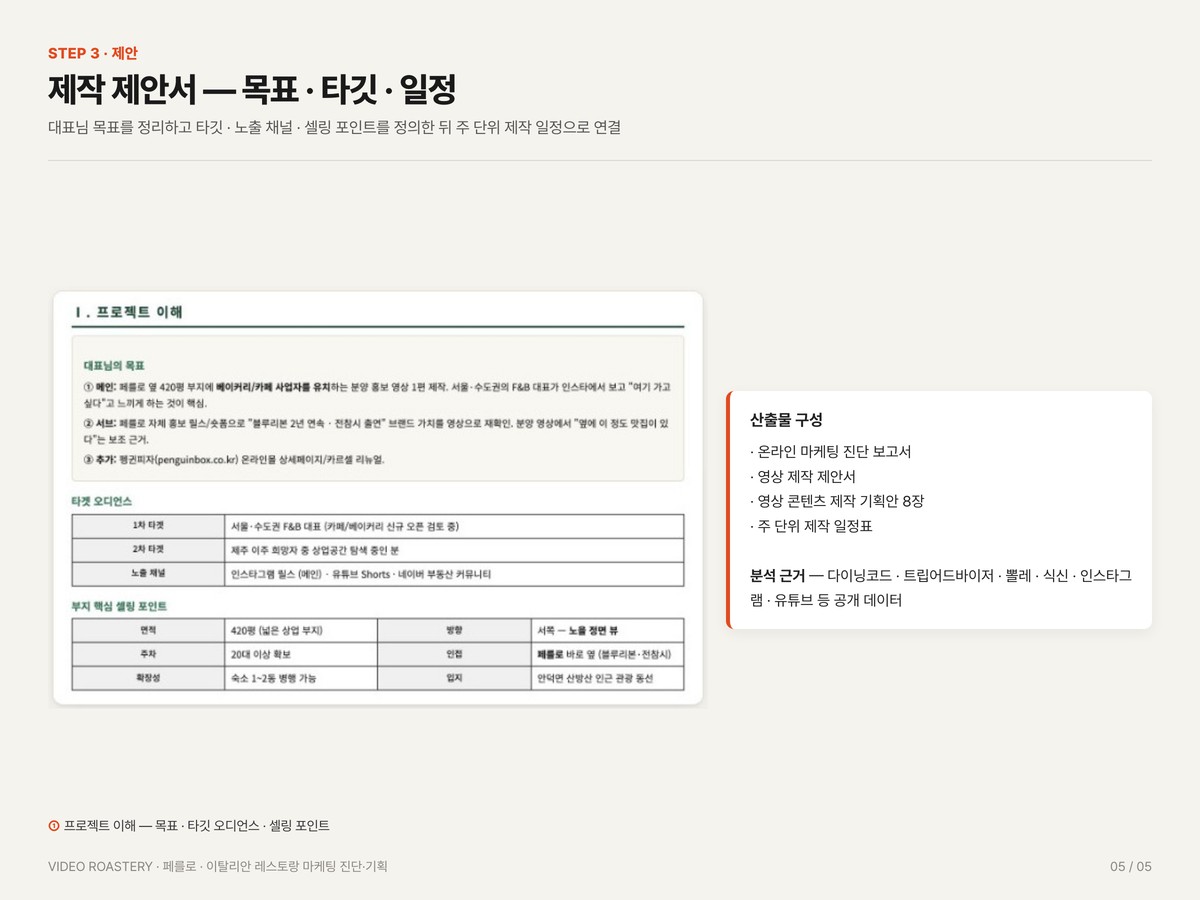 STEP 3 · 제안
제작 제안서 — 목표 · 타깃 · 일정
대표님 목표를 정리하고 타깃 · 노출 채널 · 셀링 포인트를 정의한 뒤 주 단위 제작 일정으로 연결
Ⅰ. 프로젝트 이해
대표님의 목표
① 메인: 페를로 옆 420평 부지에 베이커리/카페 사업자를 유치하는 분양 홍보 영상 1편 제작. 서울·수도권의 F&B 대표가 인스타에서 보고 "여기 가고
싶다"고 느끼게 하는 것이 핵심.
② 서브: 페를로 자체 홍보 릴스/숏폼으로 "블루리본 2년 연속 · 전참시 출연" 브랜드 가치를 영상으로 재확인. 분양 영상에서 "옆에 이 정도 맛집이 있
다"는 보조 근거.
③ 추가: 펭귄피자(penguinbox.co.kr) 온라인몰 상세페이지/카르셀 리뉴얼.
타겟 오디언스
1차 타겟 서울·수도권 F&B 대표 (카페/베이커리 신규 오픈 검토 중)
2차 타겟 제주 이주 희망자 중 상업공간 탐색 중인 분
노출 채널 인스타그램 릴스 (메인) · 유튜브 Shorts · 네이버 부동산 커뮤니티
부지 핵심 셀링 포인트
면적 420평 (넓은 상업 부지) 방향 서쪽 — 노을 정면 뷰
주차 20대 이상 확보 인접 페를로 바로 옆 (블루리본·전참시)
확장성 숙소 1~2동 병행 가능 입지 안덕면 산방산 인근 관광 동선
산출물 구성
· 온라인 마케팅 진단 보고서
· 영상 제작 제안서
· 영상 콘텐츠 제작 기획안 8장
· 주 단위 제작 일정표
분석 근거 — 다이닝코드 · 트립어드바이저 · 뽈레 · 식신 · 인스타그
램 · 유튜브 등 공개 데이터
① 프로젝트 이해 — 목표 · 타깃 오디언스 · 셀링 포인트
VIDEO ROASTERY · 페를로 · 이탈리안 레스토랑 마케팅 진단·기획
05 / 05